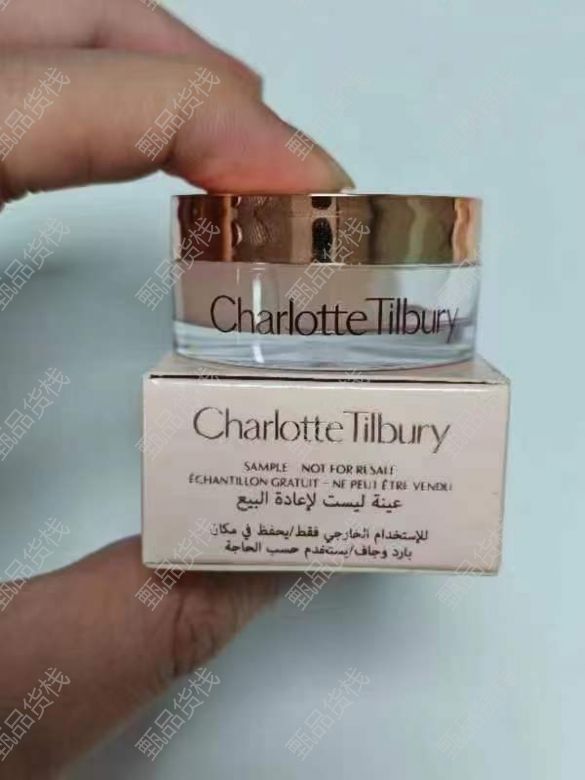 Charlotte Tilbury
Charlotte Tilbury
SAMPLE NOT FOR RESALE
ÉCHANTILLON GRATUIT - NE PEUT ÊTRE VENDU
عينة ليست لإعادة البيع
للإستخدام الخارجي فقط/يحفظ في مكان
بارد وجاف/يستخدم حسب الحاجة
甄品货栈